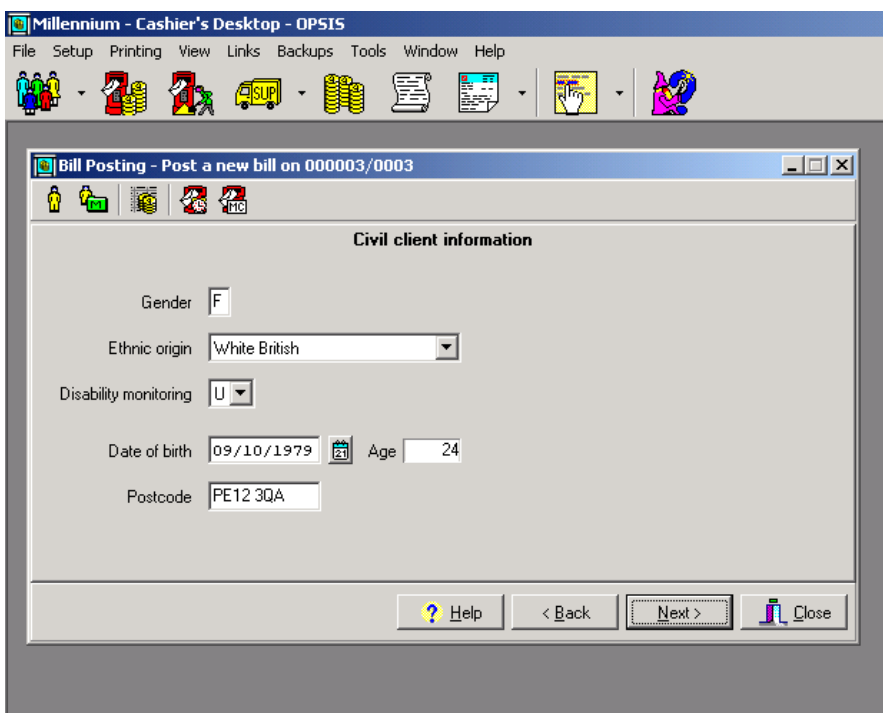 Millennium - Cashier's Desktop - OPSIS
File Setup Printing View Links Backups Tools Window Help
SUP
Bill Posting - Post a new bill on 000003/0003
M MC
Civil client information
Gender F
Ethnic origin White British
Disability monitoring U
Date of birth 09/10/1979 21 Age 24
Postcode PE12 3QA
? Help < Back Next > Close